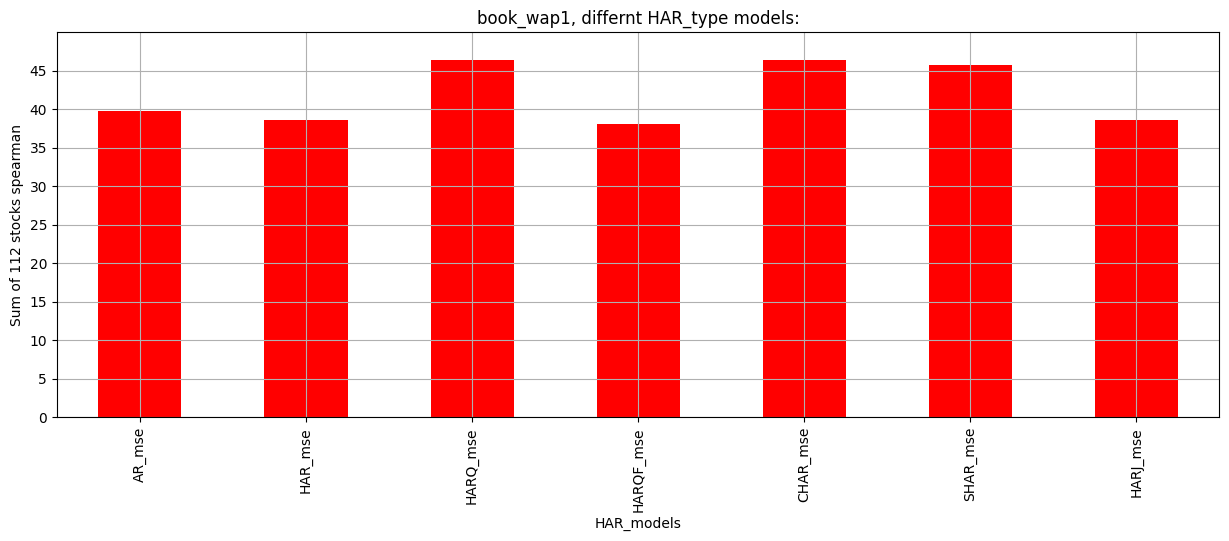 book_wap1, differnt HAR_type models:
Sum of 112 stocks spearman
45
40
35
30
25
20
15
10
5
0
AR_mse
HAR_mse
HARQ_mse
HARQF_mse
CHAR_mse
SHAR_mse
HARJ_mse
HAR_models